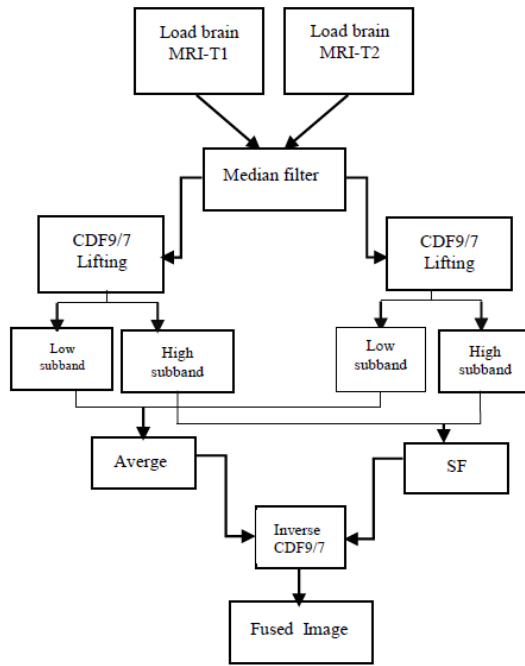 Load brain
MRI-T1
Load brain
MRI-T2
Median filter
CDF9/7
Lifting
CDF9/7
Lifting
Low
subband
High
subband
Low
subband
High
subband
Averge
SF
Inverse
CDF9/7
Fused Image